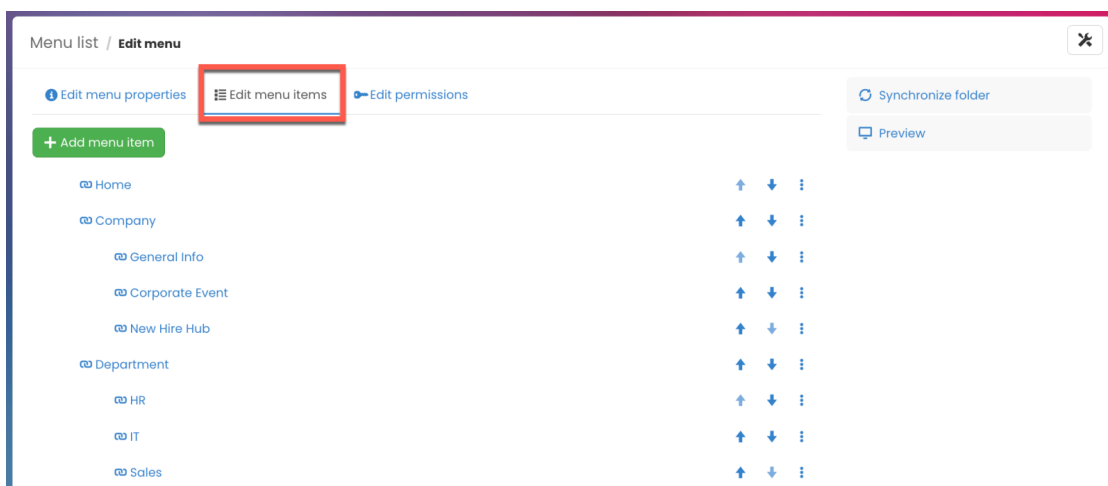 Menu list / Edit menu
Edit menu properties
Edit menu items
Edit permissions
Synchronize folder
Preview
+ Add menu item
Home
Company
General Info
Corporate Event
New Hire Hub
Department
HR
IT
Sales